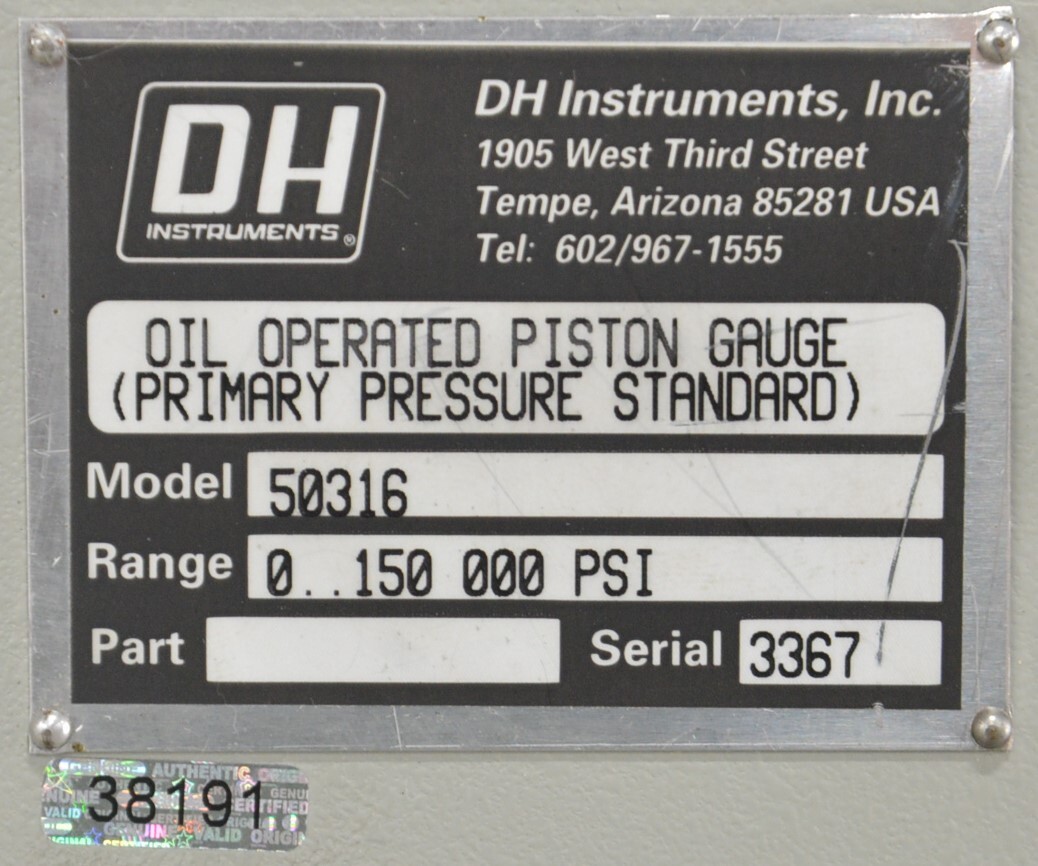 DH
INSTRUMENTS®
DH Instruments, Inc.
1905 West Third Street
Tempe, Arizona 85281 USA
Tel: 602/967-1555
OIL OPERATED PISTON GAUGE
(PRIMARY PRESSURE STANDARD)
Model 50316
Range 0..150 000 PSI
Part
Serial 3367
38191